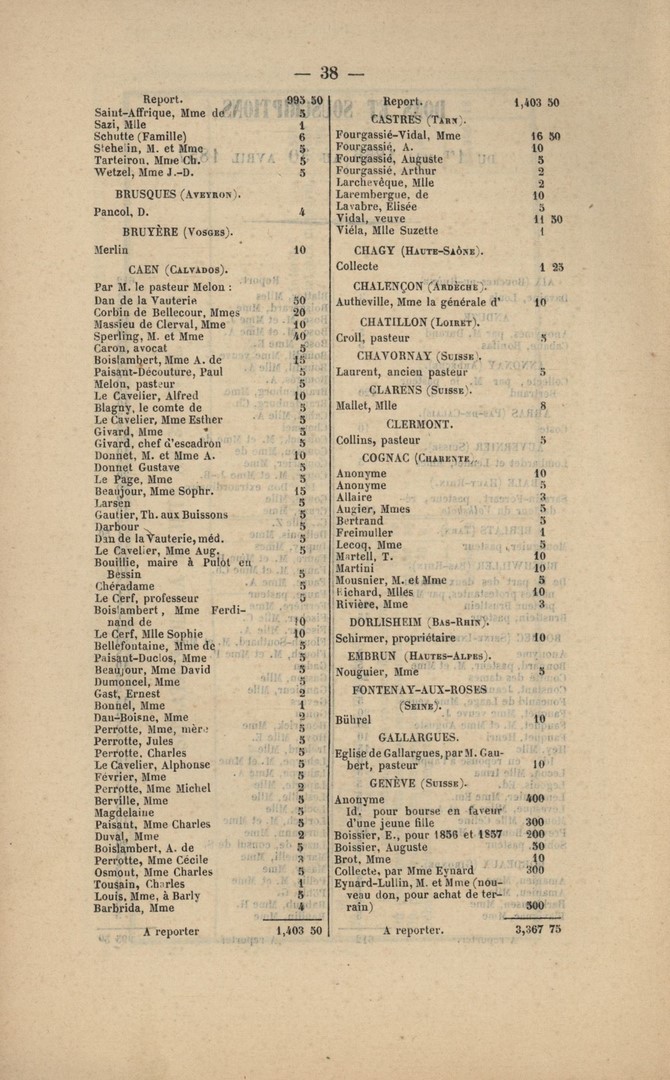 — 38 —
Report. 995 50
Saint-Affrique, Mme de 5
Sazi, Mlle 1
Schutte (Famille) 6
Stehelin, M. et Mme 5
Tarteiron, Mme Ch. 5
Wetzel, Mme J.-D. 5
BRUSQUES (AVEYRON).
Pancol, D. 4
BRUYÈRE (VOSGES).
Merlin 10
CAEN (CALVADOS).
Par M. le pasteur Melon :
Dan de la Vauterie 50
Corbin de Bellecour, Mmes 20
Massieu de Clerval, Mme 10
Sperling, M. et Mme 40
Caron, avocat 5
Boislambert, Mme A. de 15
Paisant-Découture, Paul 5
Melon, pasteur 5
Le Cavelier, Alfred 10
Blagny, le comte de 5
Le Cavelier, Mme Esther 5
Givard, Mme 5
Givard, chef d'escadron 5
Donnet, M. et Mme A. 10
Donnet Gustave 5
Le Page, Mme 5
Beaujour, Mme Sophr. 15
Larsen 5
Gautier, Th. aux Buissons 5
Darbour 5
Dan de la Vauterie, méd. 5
Le Cavelier, Mme Aug. 5
Bouillie, maire à Pulot en
Bessin 5
Chéradame 5
Le Cerf, professeur 5
Boislambert, Mme Ferdi-
nand de 10
Le Cerf, Mlle Sophie 10
Bellefontaine, Mme de 5
Paisant-Duclos, Mme 5
Beaujour, Mme David 5
Dumoncel, Mme 5
Gast, Ernest 2
Bonnel, Mme 1
Dan-Boisne, Mme 2
Perrotte, Mme, mère 5
Perrotte, Jules 5
Perrotte, Charles 5
Le Cavelier, Alphonse 5
Février, Mme 5
Perrotte, Mme Michel 2
Berville, Mme 5
Magdelaine 5
Paisant, Mme Charles 5
Duval, Mme 2
Boislambert, A. de 5
Perrotte, Mme Cécile 3
Osmont, Mme Charles 5
Tousain, Charles 1
Louis, Mme, à Barly 5
Barbrida, Mme 4
A reporter 1,403 50
Report. 1,403 50
CASTRES (TARN).
Fourgassié-Vidal, Mme 16 50
Fourgassié, A. 10
Fourgassié, Auguste 5
Fourgassié, Arthur 2
Larchevêque, Mlle 2
Larembergue, de 10
Lavabre, Elisée 5
Vidal, veuve 11 50
Viéla, Mlle Suzette 1
CHAGY (HAUTE-SAÔNE).
Collecte 1 25
CHALENÇON (ARDÈCHE).
Autheville, Mme la générale d' 10
CHATILLON (LOIRET).
Croll, pasteur 5
CHAVORNAY (SUISSE).
Laurent, ancien pasteur 5
CLARENS (SUISSE).
Mallet, Mlle 8
CLERMONT.
Collins, pasteur 5
COGNAC (CHARENTE.
Anonyme 10
Anonyme 5
Allaire 3
Augier, Mmes 5
Bertrand 5
Freimuller 1
Lecoq, Mme 5
Martell, T. 10
Martini 10
Mousnier, M. et Mme 5
Richard, Mlles 10
Rivière, Mme 3
DORLISHEIM (BAS-RHIN).
Schirmer, propriétaire 10
EMBRUN (HAUTES-ALPES).
Nouguier, Mme 5
FONTENAY-AUX-ROSES
(SEINE).
Bührel 10
GALLARGUES.
Eglise de Gallargues, par M. Gau-
bert, pasteur 10
GENÈVE (SUISSE).
Anonyme 400
Id. pour bourse en faveur
d'une jeune fille 300
Boissier, E., pour 1856 et 1857 200
Boissier, Auguste 50
Brot, Mme 10
Collecte, par Mme Eynard 300
Eynard-Lullin, M. et Mme (nou-
veau don, pour achat de ter-
rain) 500
A reporter. 3,367 75